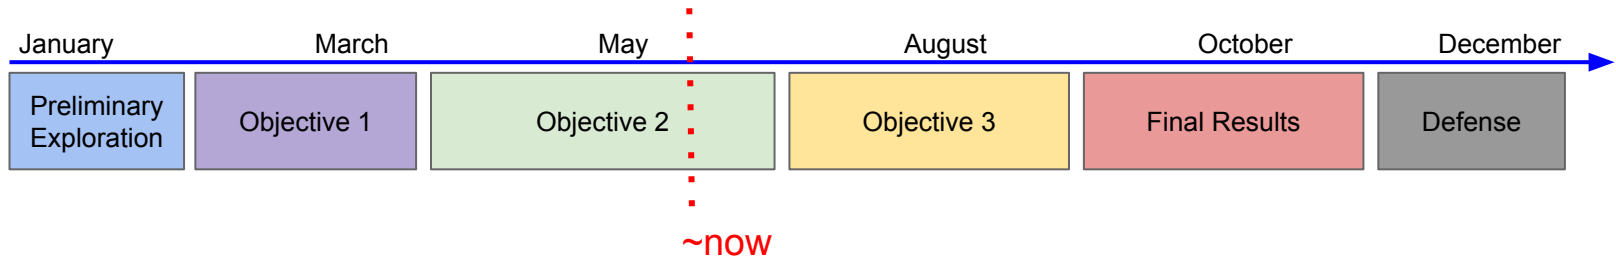 January March May August October December
Preliminary
Exploration
Objective 1
Objective 2
Objective 3
Final Results
Defense
~now